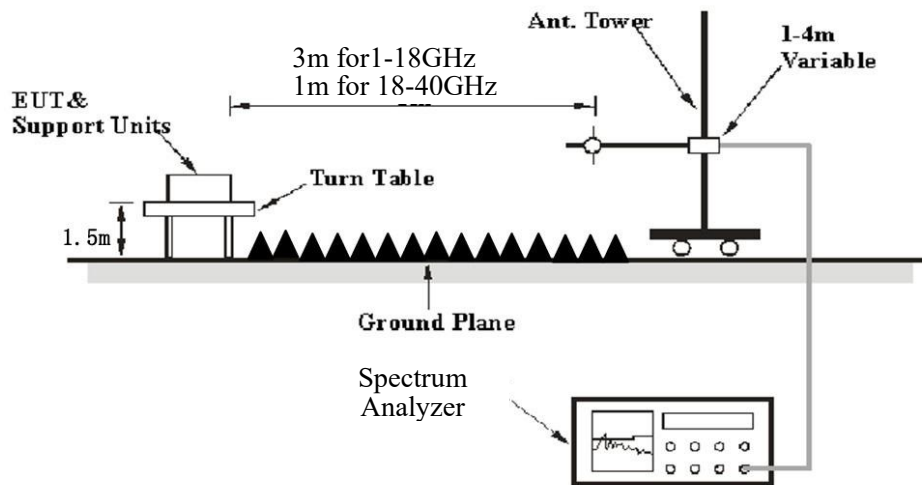 Ant. Tower
1-4m
Variable
3m for1-18GHz
1m for 18-40GHz
EUT&
Support Units
Turn Table
1.5m
Ground Plane
Spectrum
Analyzer